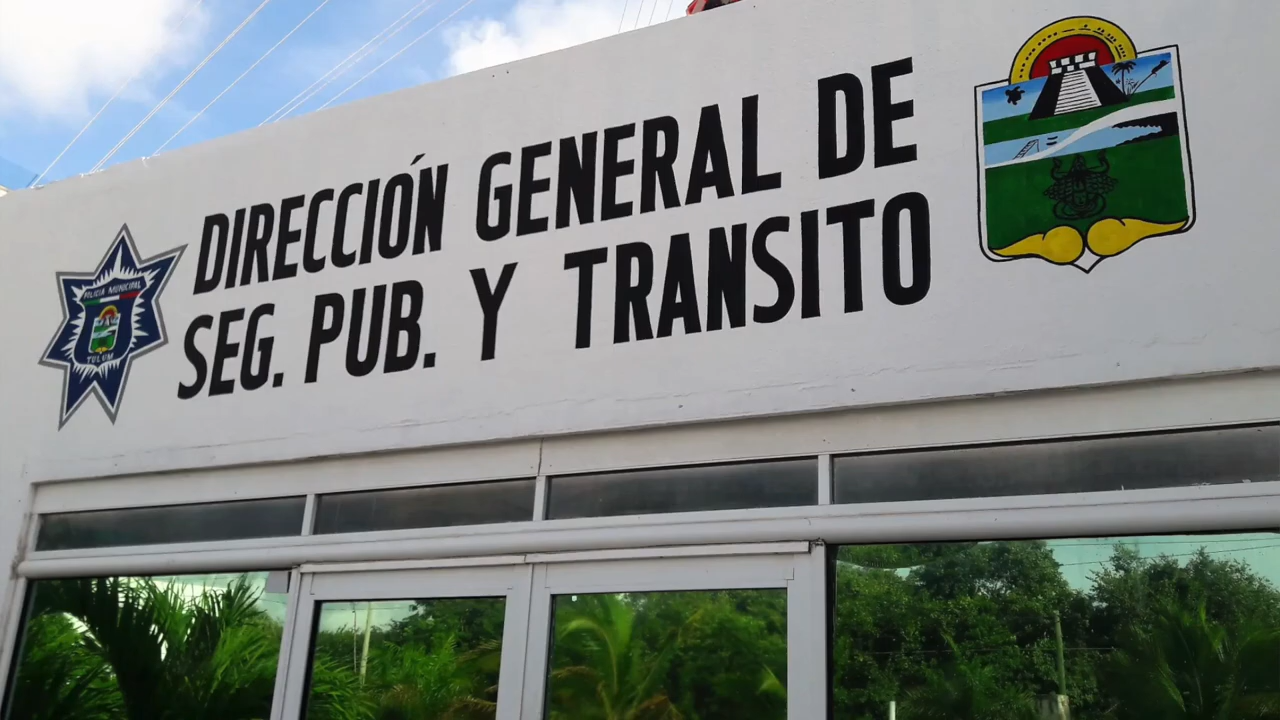 DIRECCIÓN GENERAL DE
SEG. PUB. Y TRANSITO
POLICIA MUNICIPAL
TULUM